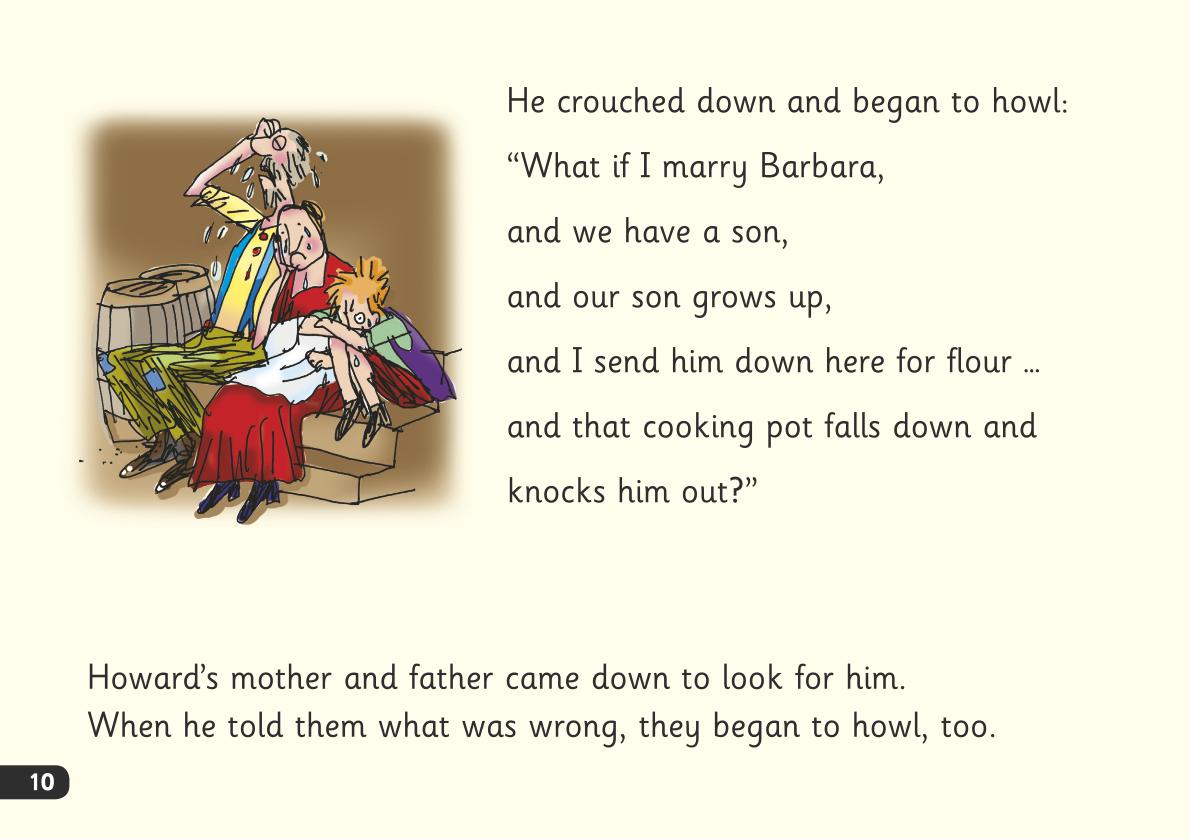 He crouched down and began to howl:
“What if I marry Barbara,
and we have a son,
and our son grows up,
and I send him down here for flour ...
and that cooking pot falls down and
knocks him out?”
Howard’s mother and father came down to look for him.
When he told them what was wrong, they began to howl, too.
10